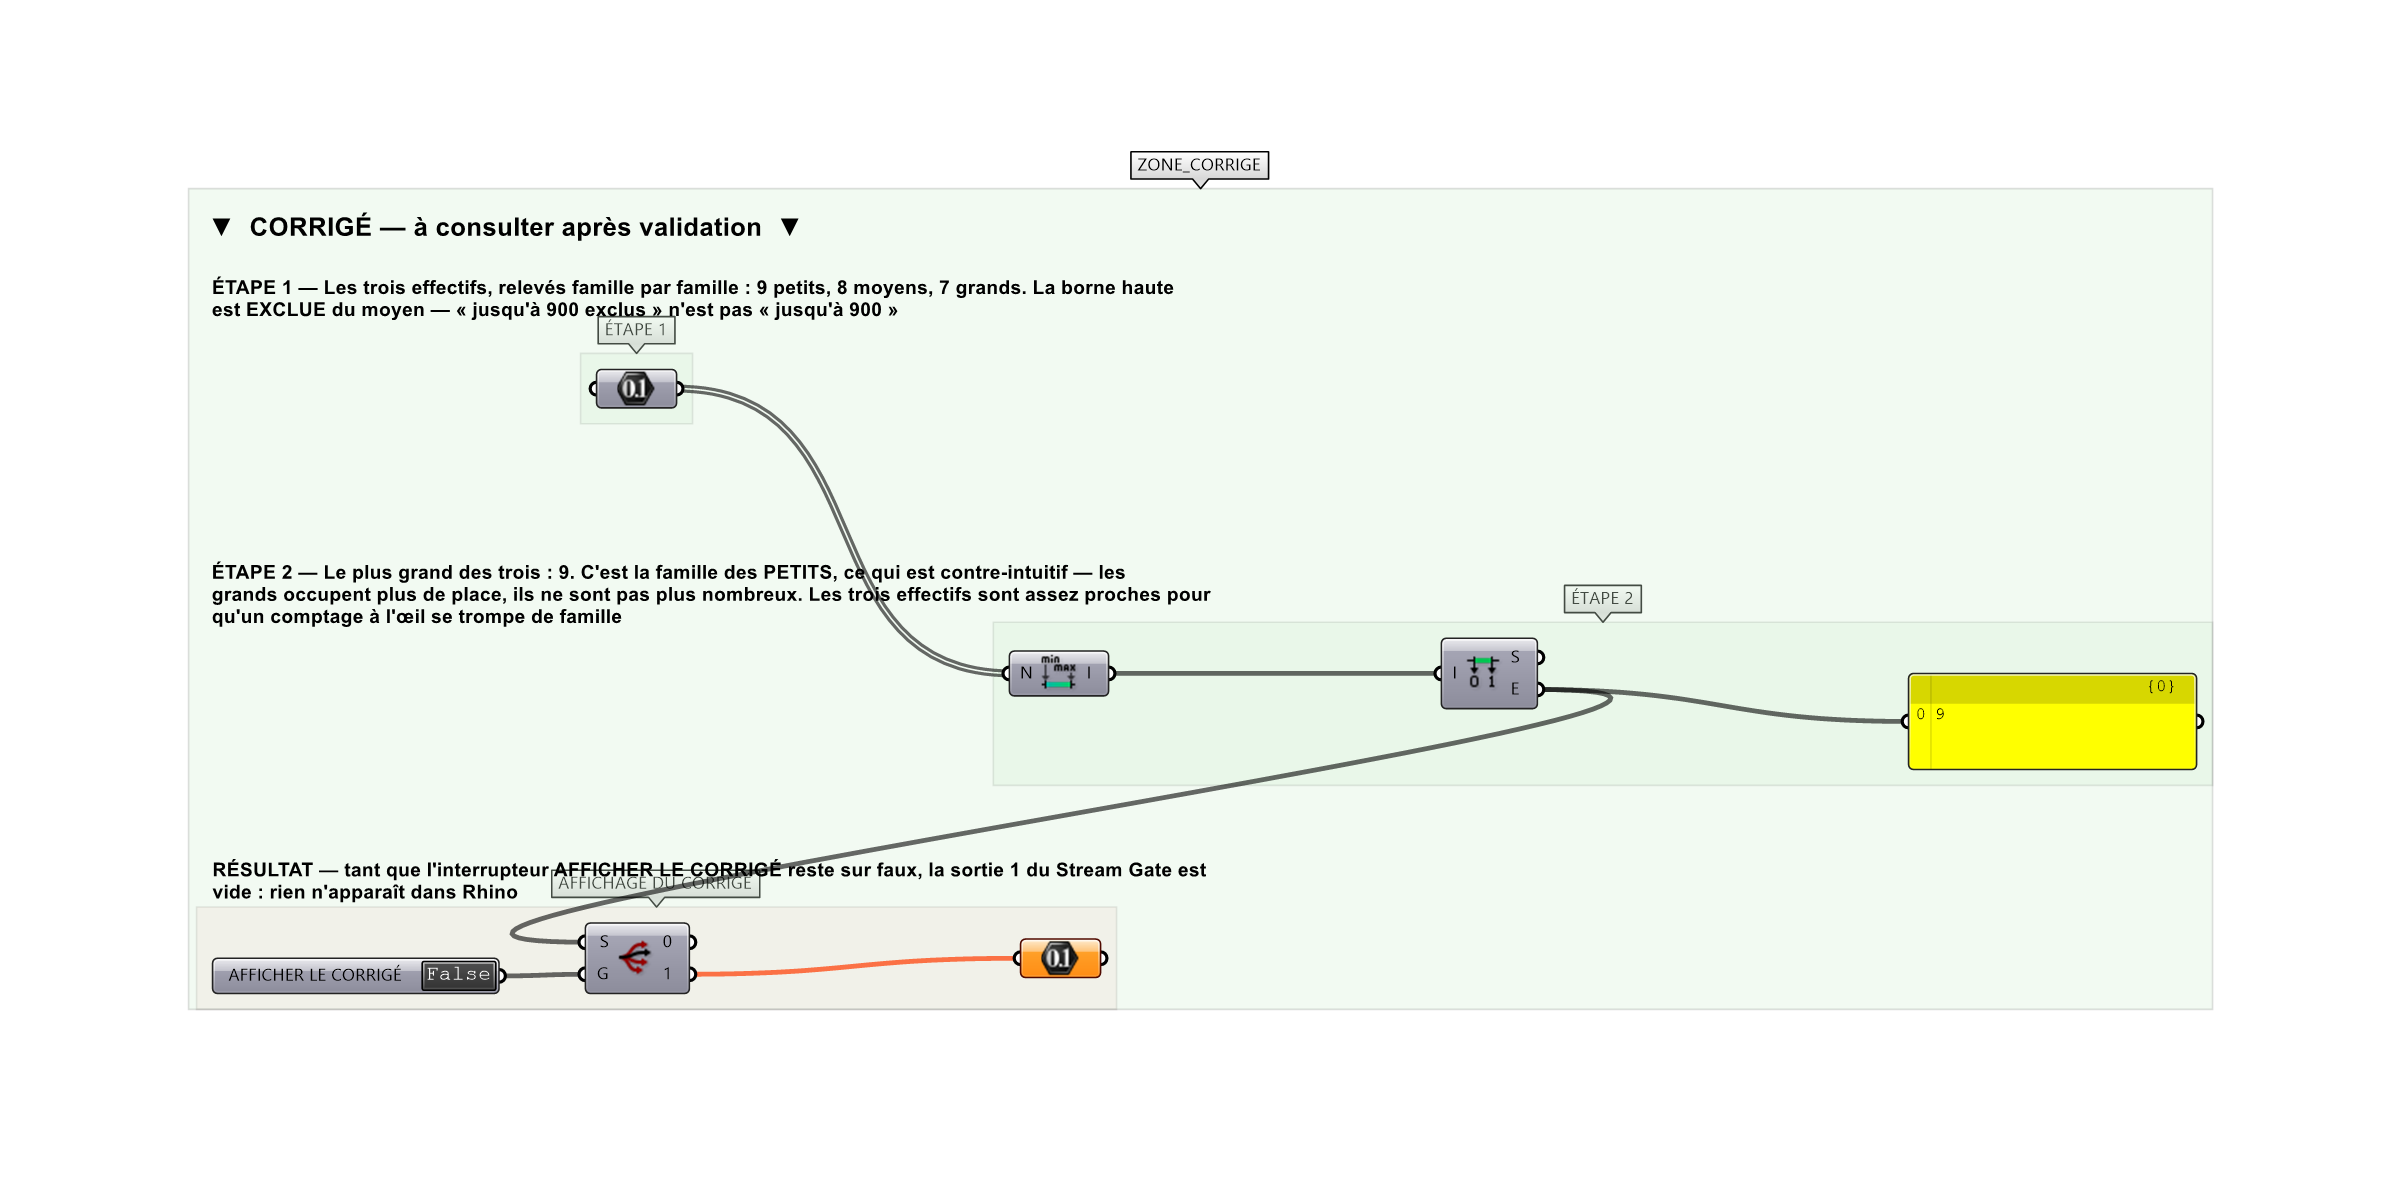 ZONE_CORRIGE
▼ CORRIGÉ — à consulter après validation ▼
ÉTAPE 1 — Les trois effectifs, relevés famille par famille : 9 petits, 8 moyens, 7 grands. La borne haute
est EXCLUE du moyen — « jusqu'à 900 exclus » n'est pas « jusqu'à 900 »
ÉTAPE 1
0.1
ÉTAPE 2 — Le plus grand des trois : 9. C'est la famille des PETITS, ce qui est contre-intuitif — les
grands occupent plus de place, ils ne sont pas plus nombreux. Les trois effectifs sont assez proches pour
qu'un comptage à l'œil se trompe de famille
ÉTAPE 2
N min max I
I 0 1 S E
{0}
0 9
RÉSULTAT — tant que l'interrupteur AFFICHER LE CORRIGÉ reste sur faux, la sortie 1 du Stream Gate est
vide : rien n'apparaît dans Rhino
AFFICHAGE DU CORRIGÉ
S 0
G 1
AFFICHER LE CORRIGÉ False
0.1